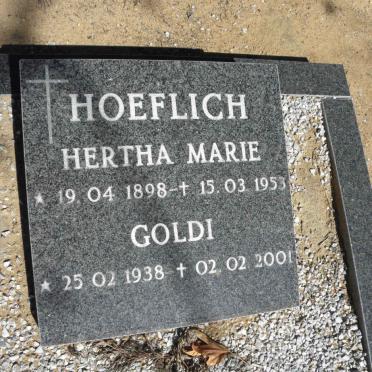 HOEFLICH
HERTHA MARIE
★ 19.04 1898-† 15.03 1953
GOLDI
★ 25 02 1938 † 02.02 2001